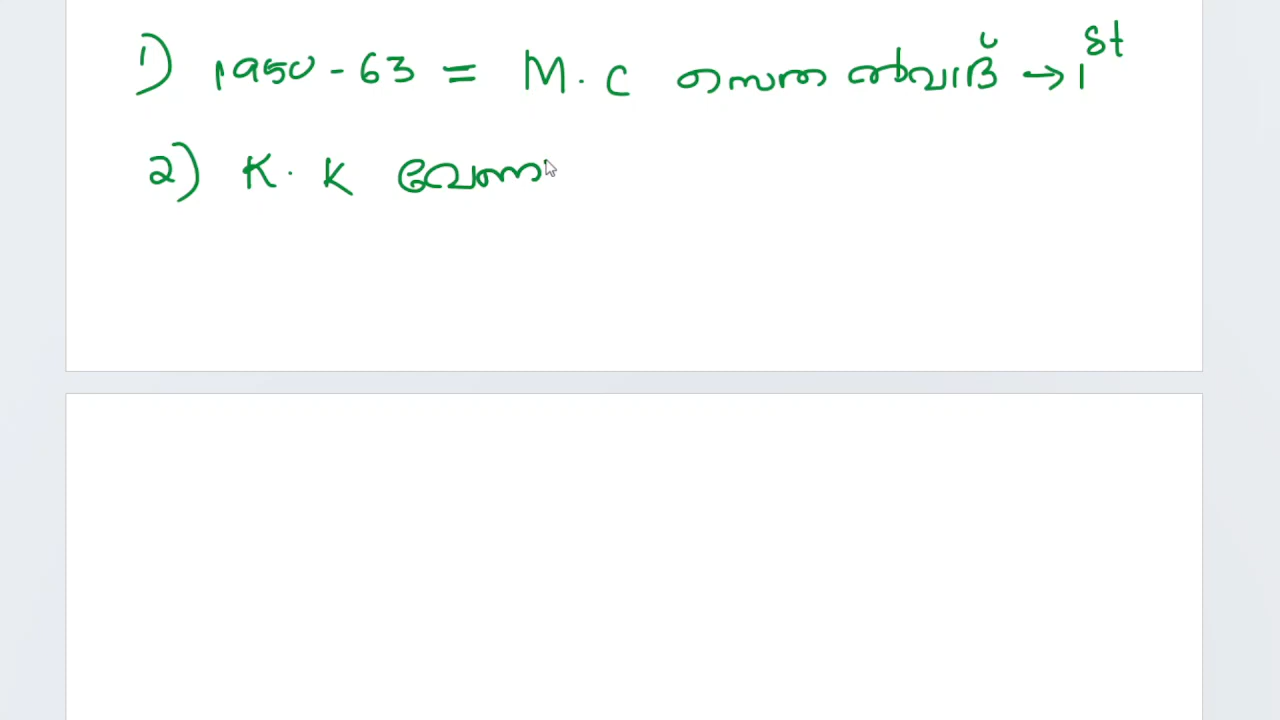 1) 1950-63 = M.C സെതൽവാദ് → 1st
2) K.K വേണ